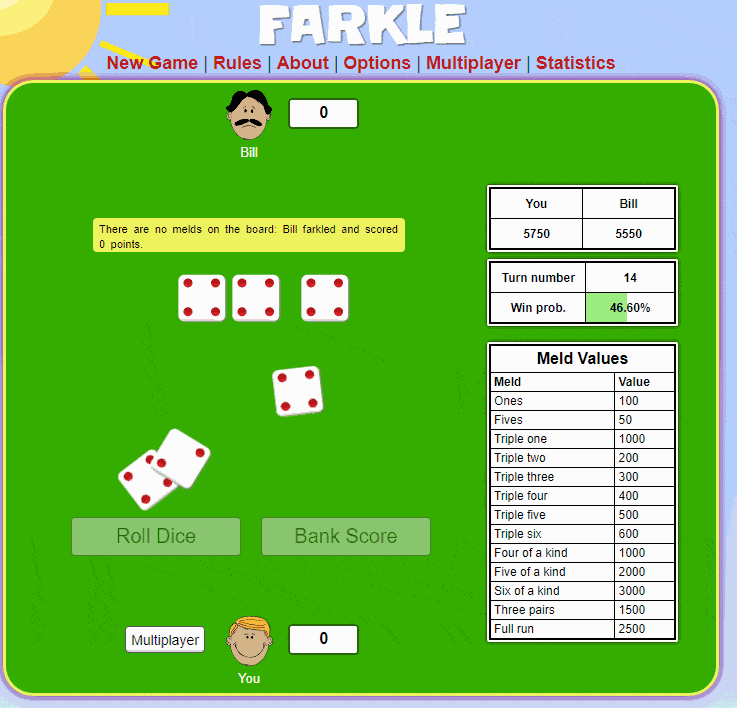 FARKLE
New Game | Rules | About | Options | Multiplayer | Statistics
0
Bill
There are no melds on the board: Bill farkled and scored
0 points.
You Bill
5750 5550
Turn number 14
Win prob. 46.60%
Meld Values
Meld Value
Ones 100
Fives 50
Triple one 1000
Triple two 200
Triple three 300
Triple four 400
Triple five 500
Triple six 600
Four of a kind 1000
Five of a kind 2000
Six of a kind 3000
Three pairs 1500
Full run 2500
Roll Dice
Bank Score
Multiplayer
0
You